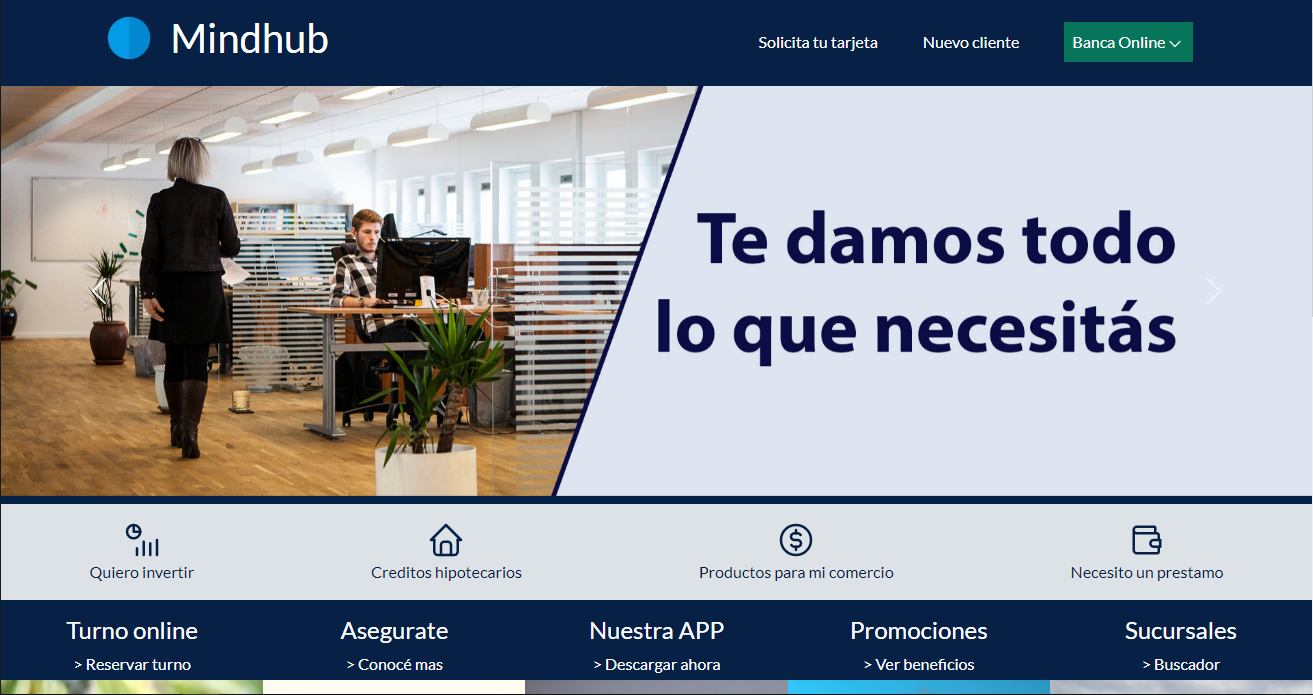 Mindhub
Solicita tu tarjeta
Nuevo cliente
Banca Online
Te damos todo
lo que necesitás
Quiero invertir
Creditos hipotecarios
Productos para mi comercio
Necesito un prestamo
Turno online
> Reservar turno
Asegurate
> Conocé mas
Nuestra APP
> Descargar ahora
Promociones
> Ver beneficios
Sucursales
> Buscador